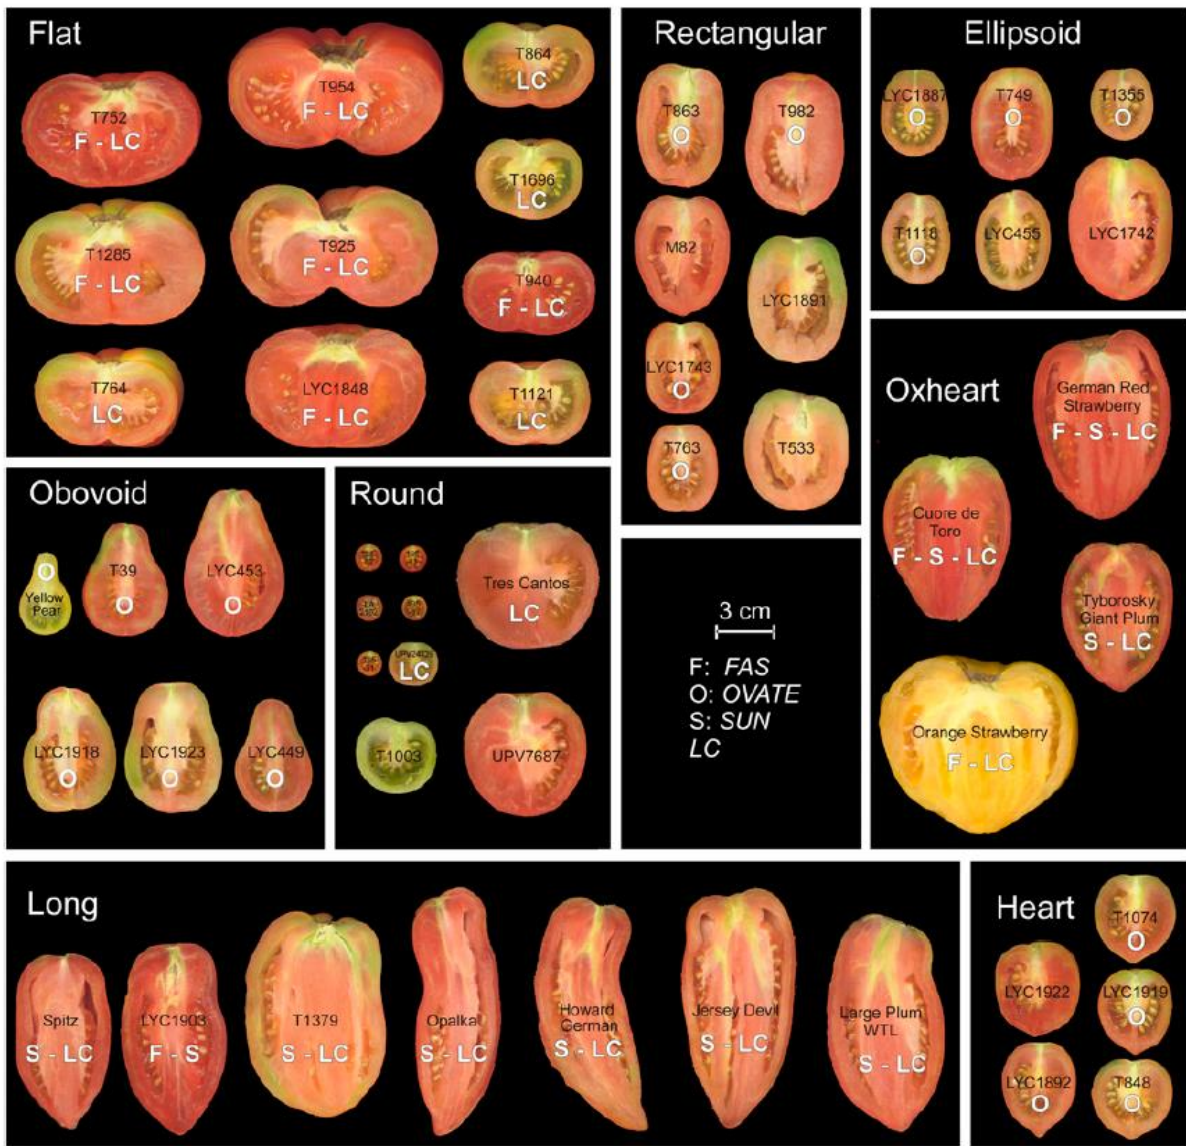 Flat
T752
F - LC
T954
F - LC
T864
LC
T1696
LC
T1285
F - LC
T925
F - LC
T940
F - LC
T764
LC
LYC1848
F - LC
T1121
LC
Rectangular
T863
O
T982
O
M82
LYC1891
LYC1743
O
T763
O
T533
Ellipsoid
LYC1887
O
T749
O
T1355
O
T1118
O
LYC455
LYC1742
Oxheart
German Red
Strawberry
F - S - LC
Cuore de
Toro
F - S - LC
Tyborosky
Giant Plum
S - LC
Orange Strawberry
F - LC
Obovoid
O
Yellow
Pear
T39
O
LYC453
O
LYC1918
O
LYC1923
O
LYC449
O
Round
Tres Cantos
LC
LC
T1003
UPV7687
3 cm
F: FAS
O: OVATE
S: SUN
LC
Long
Spitz
S - LC
LYC1903
F - S
T1379
S - LC
Opalka
S - LC
Howard
German
S - LC
Jersey Devil
S - LC
Large Plum
WTL
S - LC
Heart
T1074
O
LYC1922
LYC1919
O
LYC1892
O
T848
O